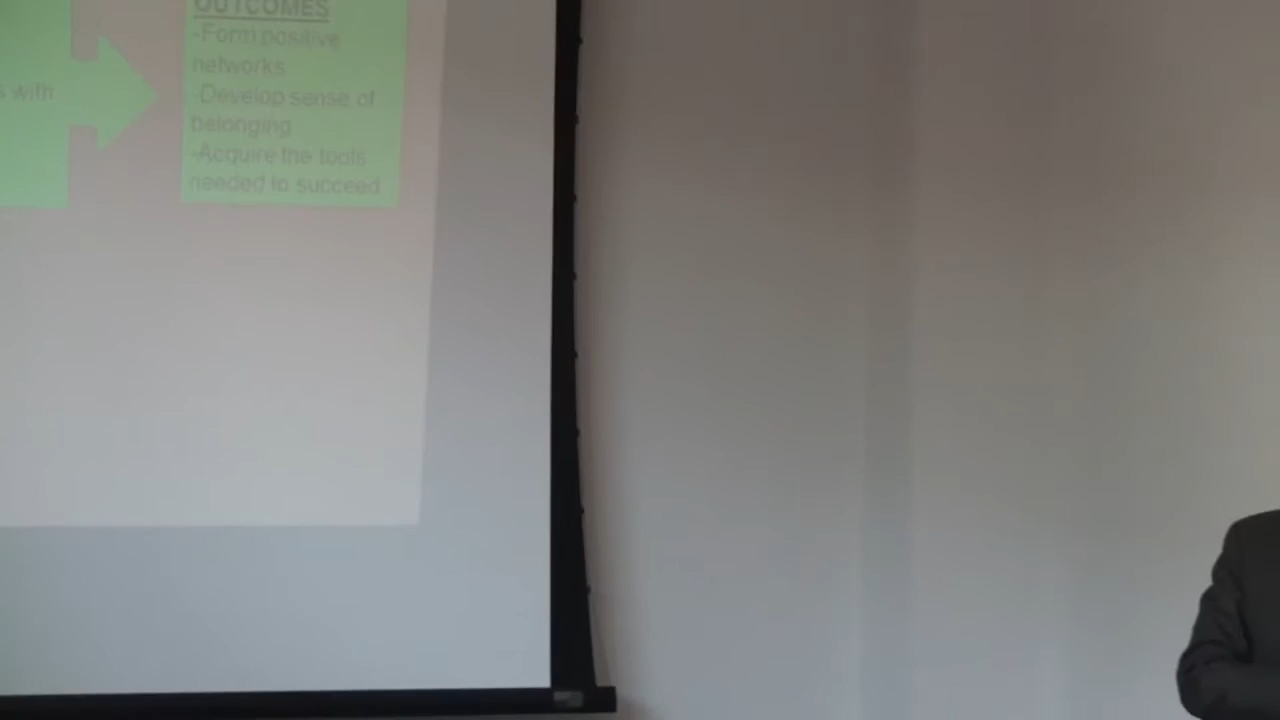 s with
OUTCOMES
-Form positive
networks
-Develop sense of
belonging
-Acquire the tools
needed to succeed